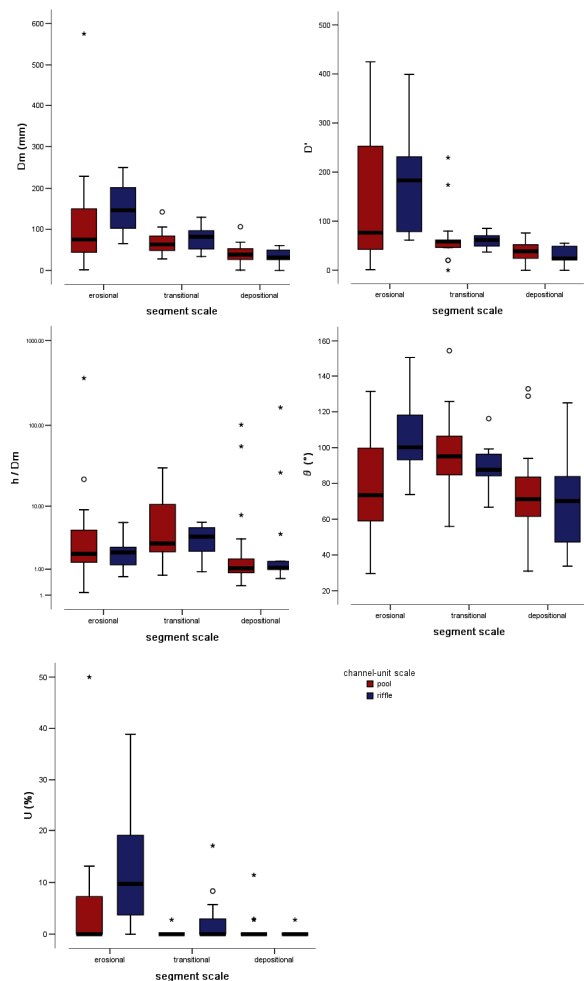 600
500
400
300
200
100
0
Dm (mm)
erosional transitional depositional
segment scale
500
400
300
200
100
0
D'
erosional transitional depositional
segment scale
1000.00
100.00
10.00
1.00
1.
h / Dm
erosional transitional depositional
segment scale
160
140
120
100
80
60
40
20
θ (°)
erosional transitional depositional
segment scale
50
40
30
20
10
0
U (%)
erosional transitional depositional
segment scale
channel-unit scale
pool
riffle